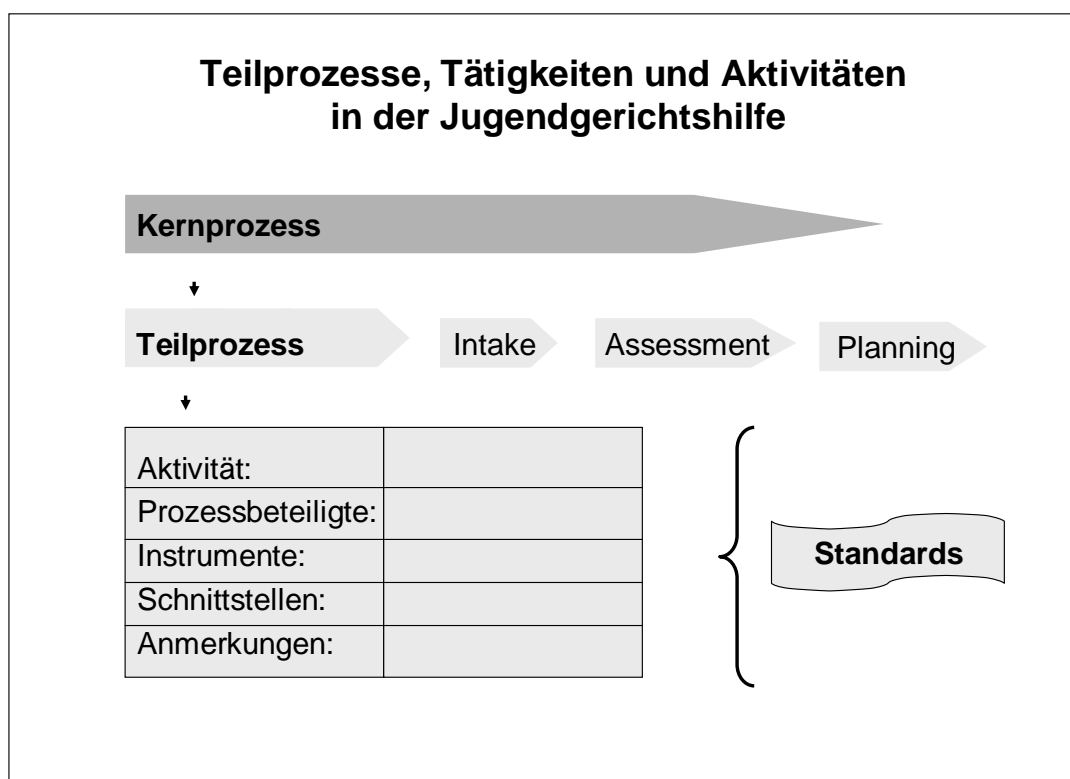 Teilprozesse, Tätigkeiten und Aktivitäten
in der Jugendgerichtshilfe
Kernprozess
Teilprozess
Intake
Assessment
Planning
Aktivität:
Prozessbeteiligte:
Instrumente:
Schnittstellen:
Anmerkungen:
Standards